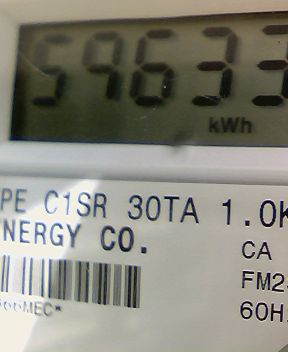 59633
kWh
PE C1SR 30TA 1.0K
NERGY CO.
CA
FM2
60H
MEC*